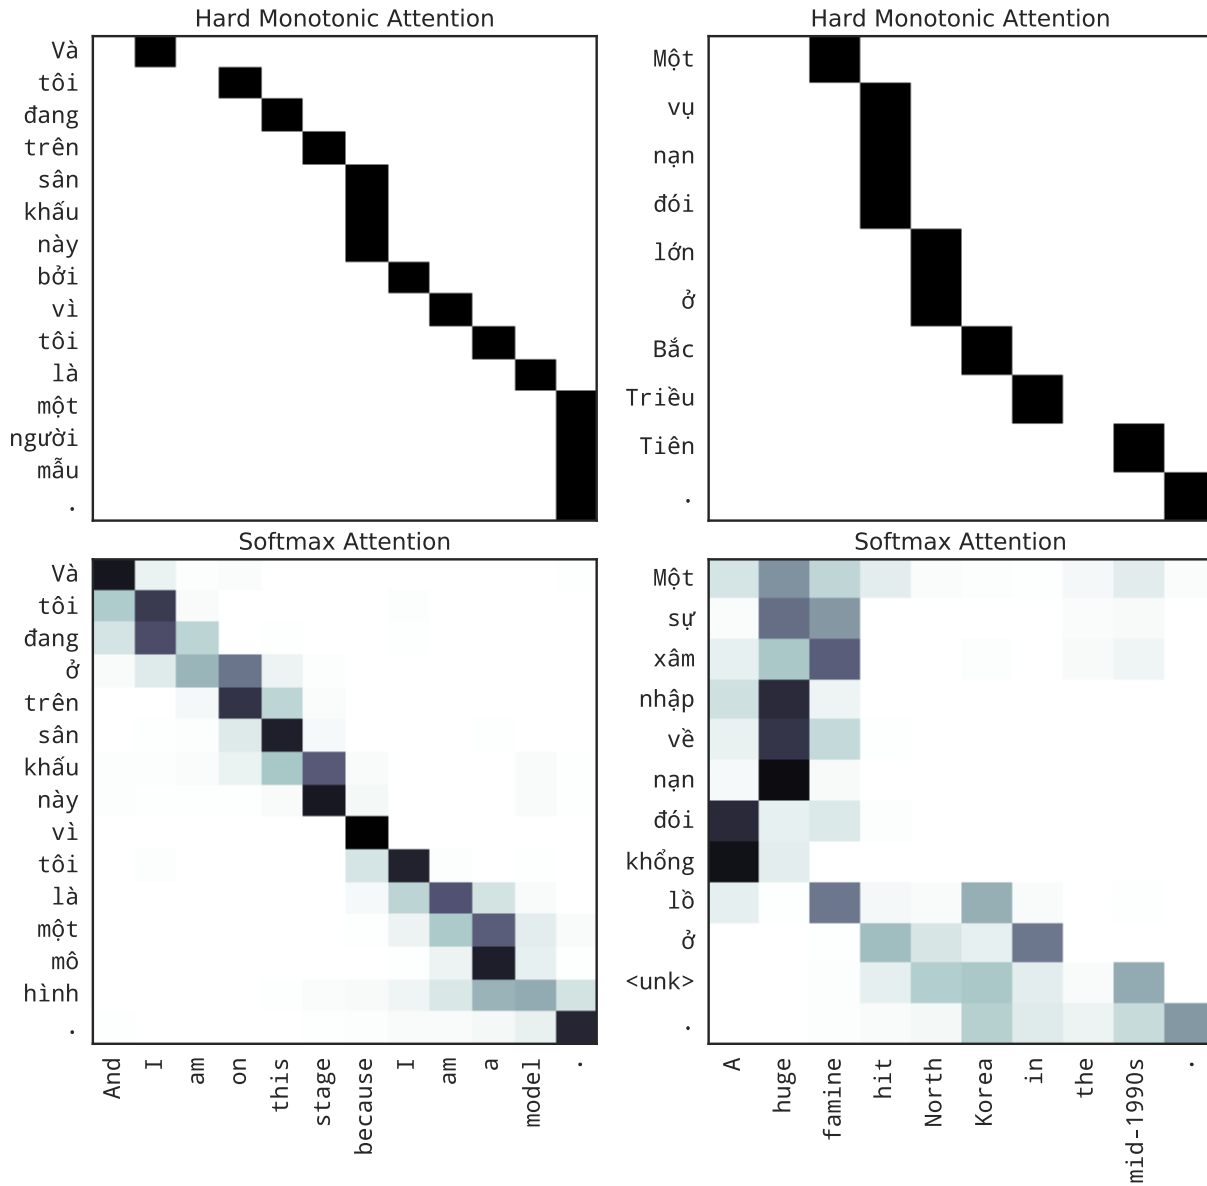 Hard Monotonic Attention
Và
tôi
đang
trên
sân
khấu
này
bởi
vì
tôi
là
một
người
mẫu
.
Hard Monotonic Attention
Một
vụ
nạn
đói
lớn
ở
Bắc
Triều
Tiên
.
Softmax Attention
Và
tôi
đang
ở
trên
sân
khấu
này
vì
tôi
là
một
mô
hình
.
And
I
am
on
this
stage
because
I
am
a
model
.
Softmax Attention
Một
sự
xâm
nhập
về
nạn
đói
khổng
lồ
ở
<unk>
.
A
huge
famine
hit
North
Korea
in
the
mid-1990s
.